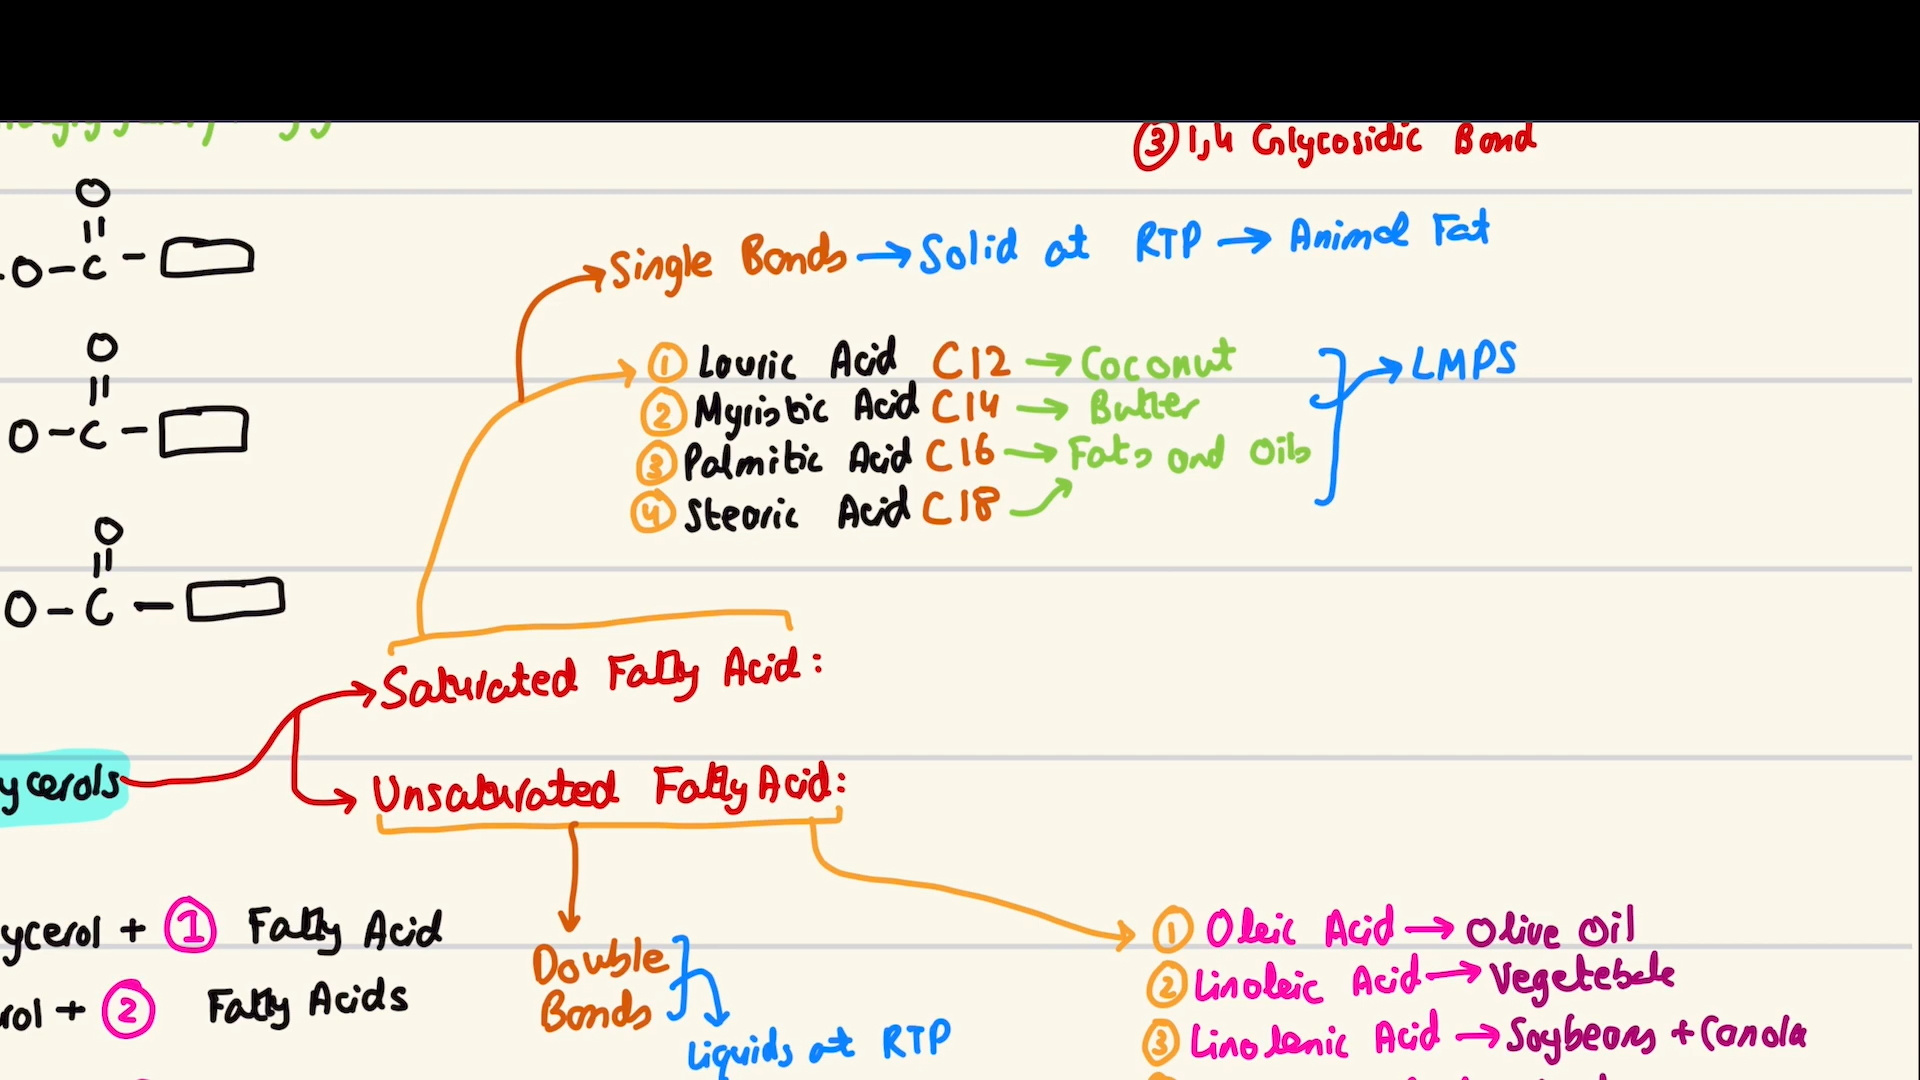 ③ 1,4 Glycosidic Bond
O
||
O-C-
Single Bonds → Solid at RTP → Animal Fat
① Lauric Acid C12 → Coconut
② Myristic Acid C14 → Butter
③ Palmitic Acid C16 → Fats and Oils
④ Stearic Acid C18
→ LMPS
O
||
O-C-
O
||
O-C-
Saturated Fatty Acid:
ycerols
Unsaturated Fatty Acid:
ycerol + ① Fatty Acid
rol + ② Fatty Acids
Double
Bonds
Liquids at RTP
① Oleic Acid → Olive Oil
② Linoleic Acid → Vegeteble
③ Linolenic Acid → Soybeans + Canola